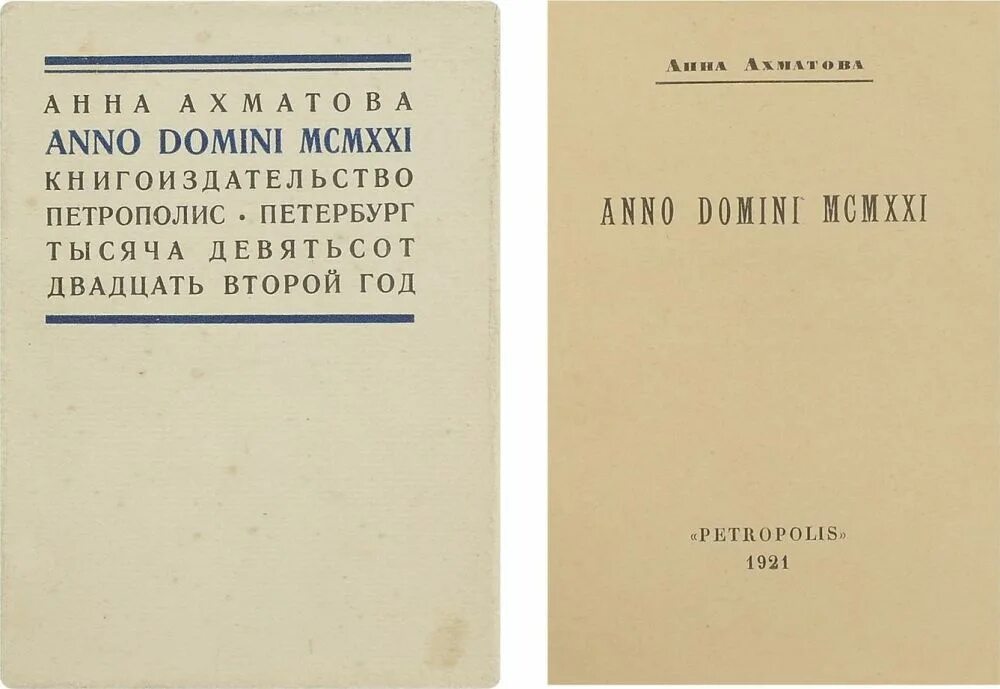 АННА АХМАТОВА
ANNO DOMINI MCMXXI
КНИГОИЗДАТЕЛЬСТВО
ПЕТРОПОЛИС • ПЕТЕРБУРГ
ТЫСЯЧА ДЕВЯТЬСОТ
ДВАДЦАТЬ ВТОРОЙ ГОД
Анна Ахматова
ANNO DOMINI MCMXXI
«PETROPOLIS»
1921